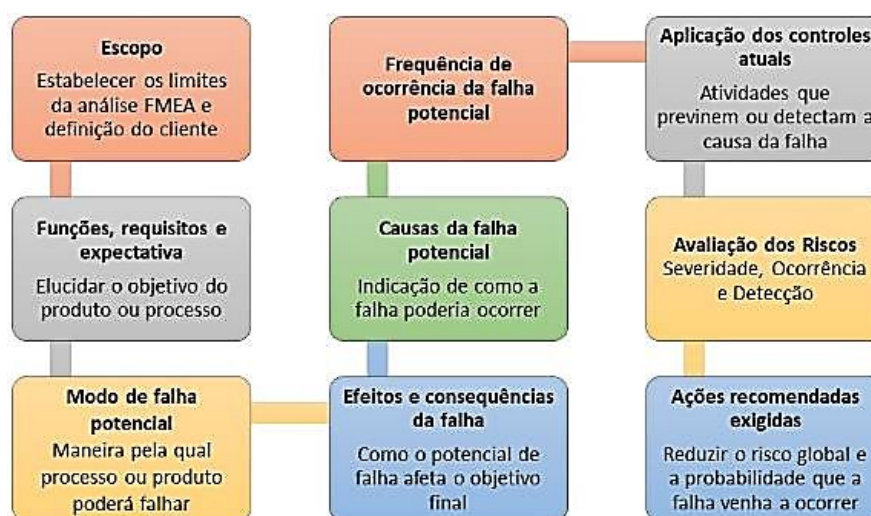 Escopo
Estabelecer os limites
da análise FMEA e
definição do cliente
Funções, requisitos e
expectativa
Elucidar o objetivo do
produto ou processo
Modo de falha
potencial
Maneira pela qual
processo ou produto
poderá falhar
Efeitos e consequências
da falha
Como o potencial de
falha afeta o objetivo
final
Causas da falha
potencial
Indicação de como a
falha poderia ocorrer
Frequência de
ocorrência da falha
potencial
Aplicação dos controles
atuais
Atividades que
previnem ou detectam a
causa da falha
Avaliação dos Riscos
Severidade, Ocorrência
e Detecção
Ações recomendadas
exigidas
Reduzir o risco global e
a probabilidade que a
falha venha a ocorrer